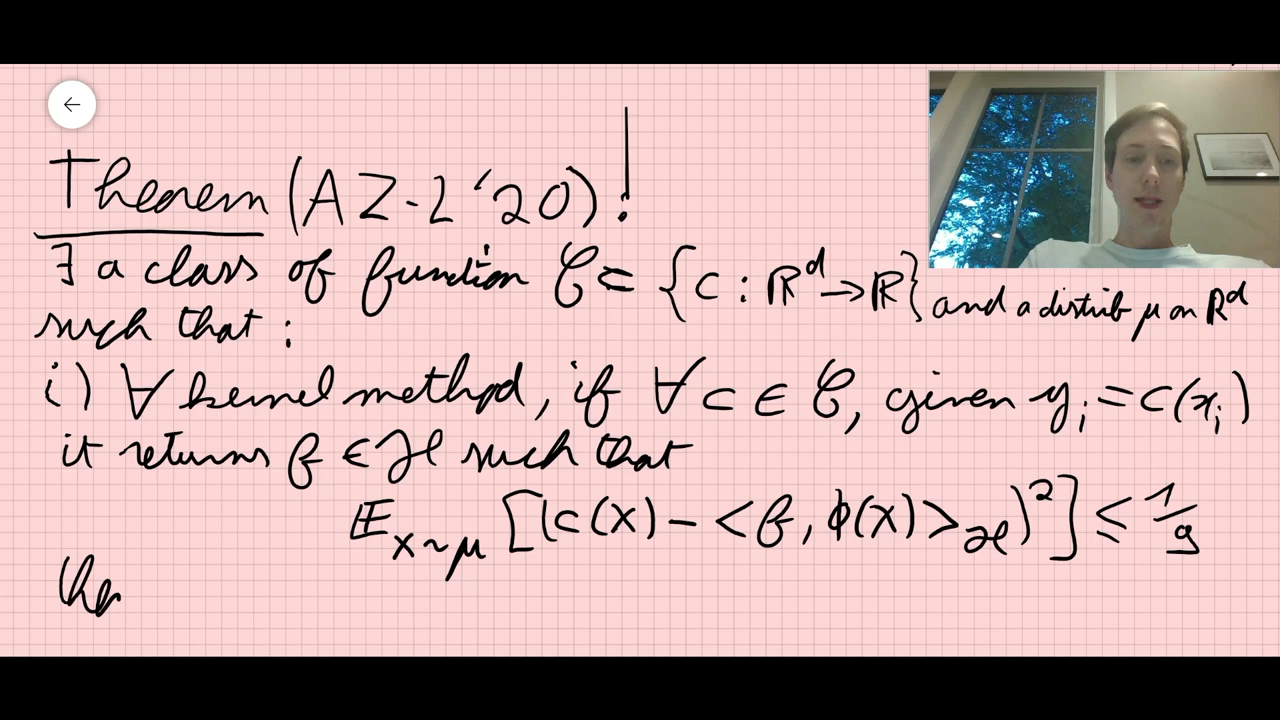 Theorem (AZ-L '20)!
∃ a class of function 𝒞 ⊂ {c : ℝ^d → ℝ} and a distrib μ on ℝ^d
such that :
i) ∀ kernel method, if ∀ c ∈ 𝒞, given y_i = c(x_i)
it returns f ∈ ℋ such that
𝔼_{X∼μ} [(c(X) - <f, ϕ(X)>_ℋ)^2] ≤ 1/9